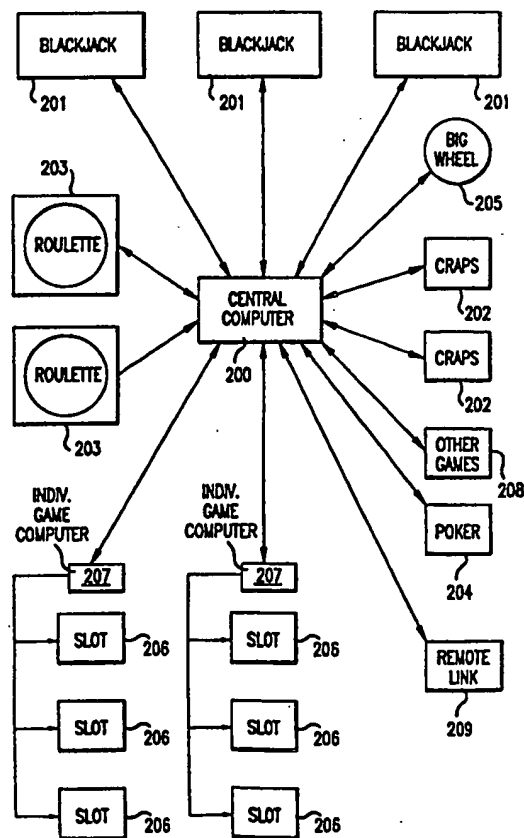 BLACKJACK
201
BLACKJACK
201
BLACKJACK
201
203
ROULETTE
BIG
WHEEL
205
CENTRAL
COMPUTER
200
CRAPS
202
ROULETTE
203
CRAPS
202
OTHER
GAMES
208
INDIV.
GAME
COMPUTER
207
INDIV.
GAME
COMPUTER
207
POKER
204
SLOT
206
SLOT
206
REMOTE
LINK
209
SLOT
206
SLOT
206
SLOT
206
SLOT
206